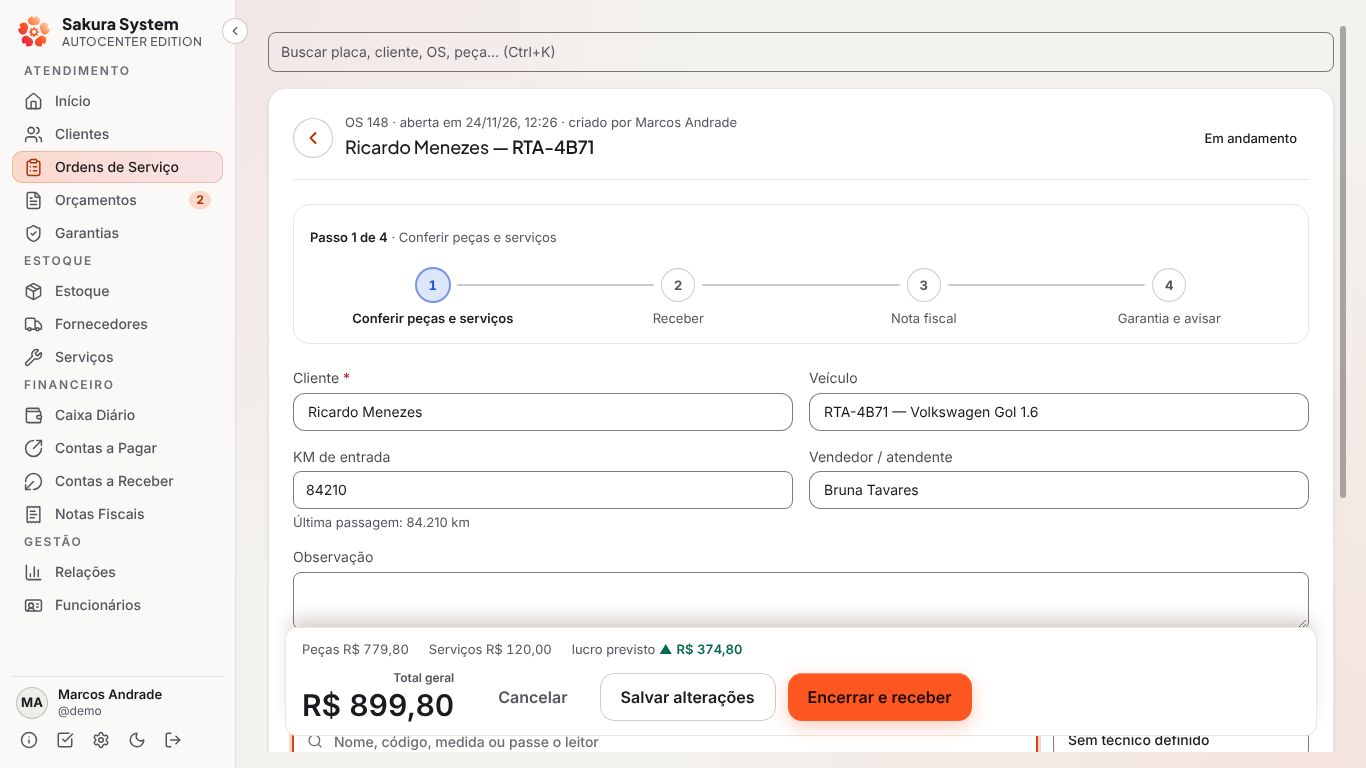 Sakura System
AUTOCENTER EDITION
ATENDIMENTO
Início
Clientes
Ordens de Serviço
Orçamentos 2
Garantias
ESTOQUE
Estoque
Fornecedores
Serviços
FINANCEIRO
Caixa Diário
Contas a Pagar
Contas a Receber
Notas Fiscais
GESTÃO
Relações
Funcionários
MA
Marcos Andrade
@demo
Buscar placa, cliente, OS, peça... (Ctrl+K)
OS 148 · aberta em 24/11/26, 12:26 · criado por Marcos Andrade
Ricardo Menezes — RTA-4B71
Em andamento
Passo 1 de 4 · Conferir peças e serviços
1 2 3 4
Conferir peças e serviços Receber Nota fiscal Garantia e avisar
Cliente * Veículo
Ricardo Menezes RTA-4B71 — Volkswagen Gol 1.6
KM de entrada Vendedor / atendente
84210 Bruna Tavares
Última passagem: 84.210 km
Observação
Peças R$ 779,80 Serviços R$ 120,00 lucro previsto ▲ R$ 374,80
Total geral
R$ 899,80
Cancelar Salvar alterações Encerrar e receber
Nome, código, medida ou passe o leitor Sem técnico definido